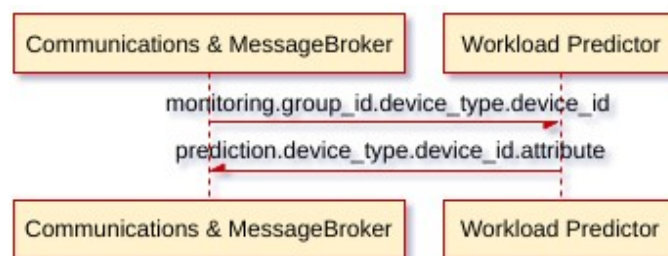 Communications & MessageBroker
Workload Predictor
monitoring.group_id.device_type.device_id
prediction.device_type.device_id.attribute
Communications & MessageBroker
Workload Predictor